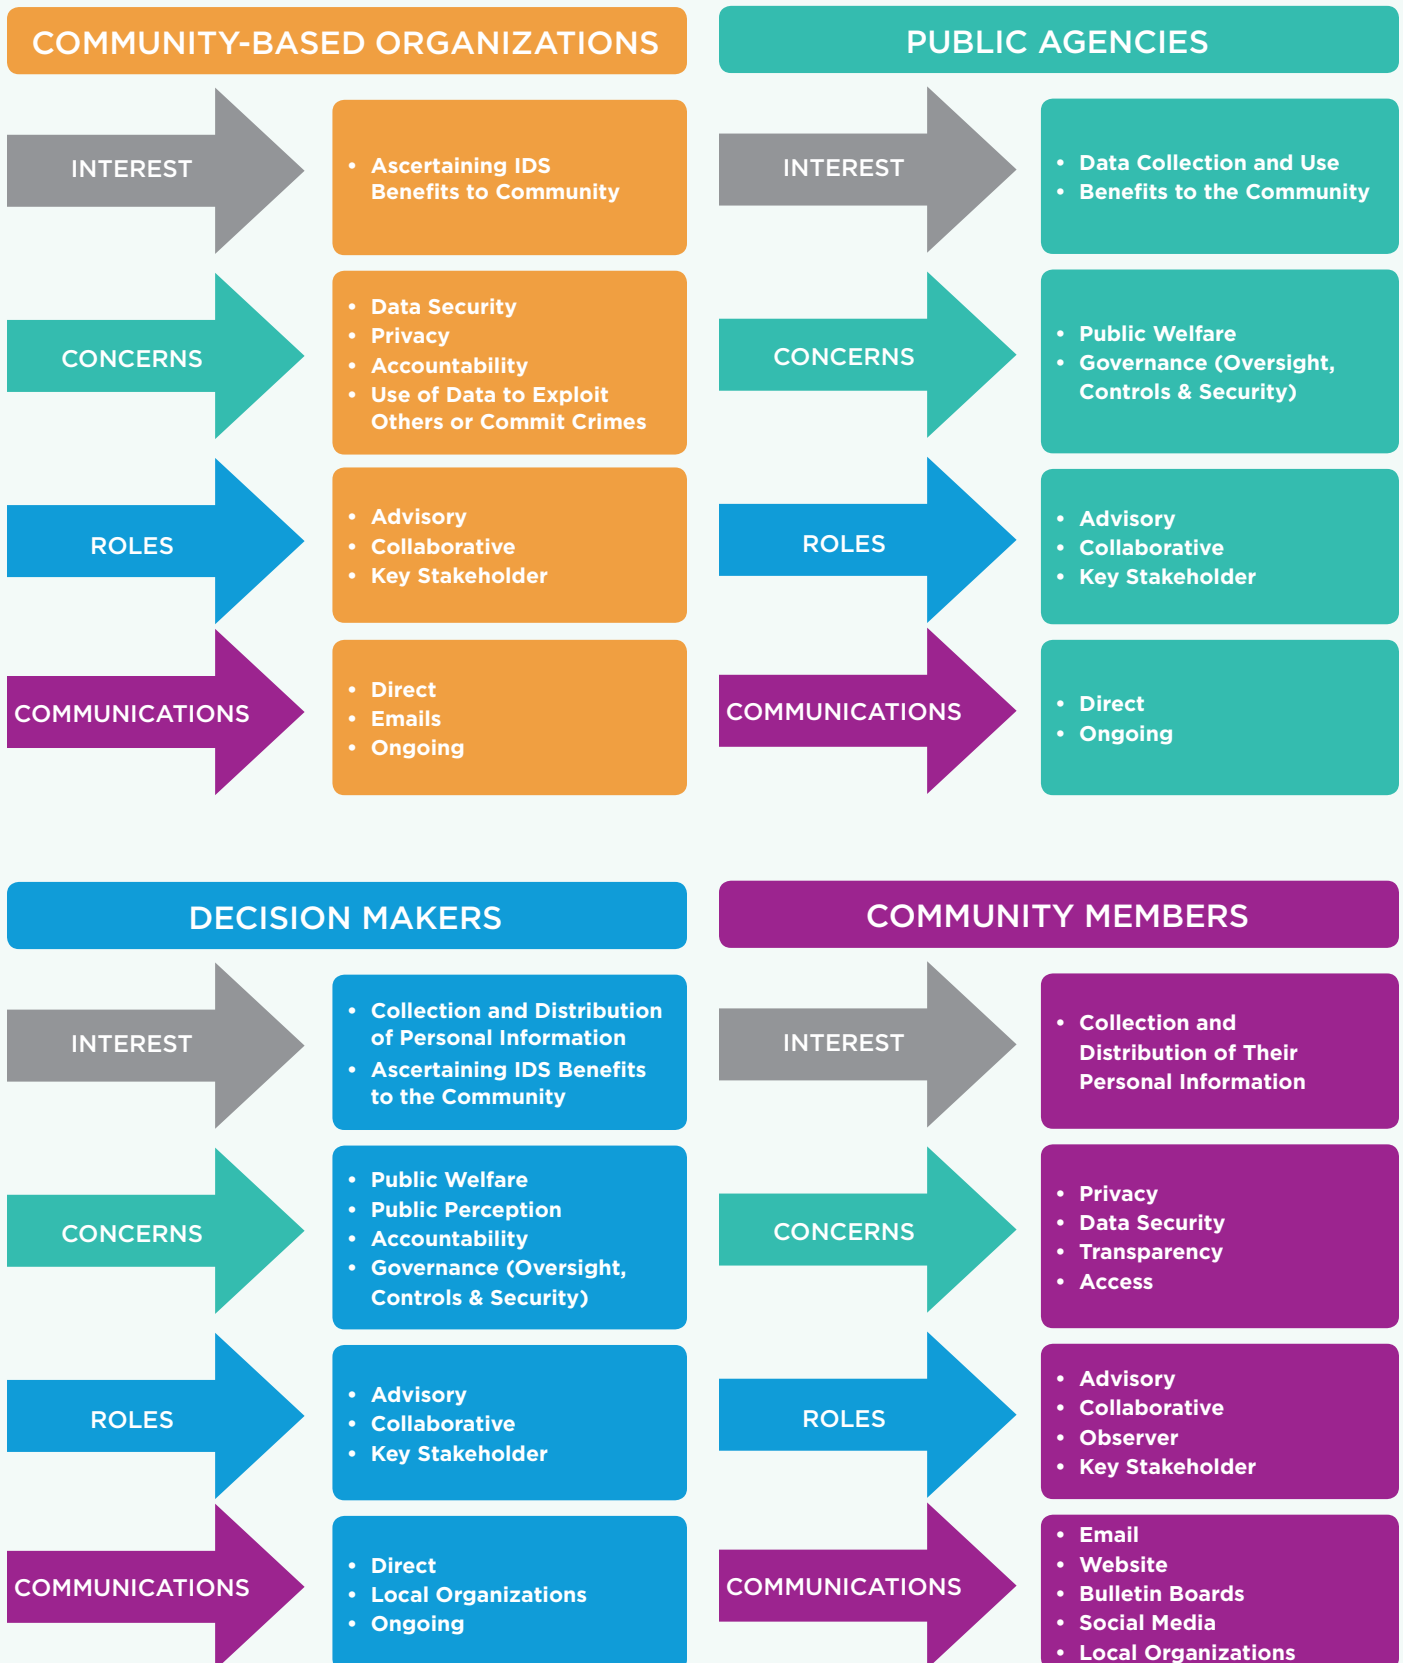 COMMUNITY-BASED ORGANIZATIONS
INTEREST
• Ascertaining IDS
Benefits to Community
CONCERNS
• Data Security
• Privacy
• Accountability
• Use of Data to Exploit
Others or Commit Crimes
ROLES
• Advisory
• Collaborative
• Key Stakeholder
COMMUNICATIONS
• Direct
• Emails
• Ongoing
PUBLIC AGENCIES
INTEREST
• Data Collection and Use
• Benefits to the Community
CONCERNS
• Public Welfare
• Governance (Oversight,
Controls & Security)
ROLES
• Advisory
• Collaborative
• Key Stakeholder
COMMUNICATIONS
• Direct
• Ongoing
DECISION MAKERS
INTEREST
• Collection and Distribution
of Personal Information
• Ascertaining IDS Benefits
to the Community
CONCERNS
• Public Welfare
• Public Perception
• Accountability
• Governance (Oversight,
Controls & Security)
ROLES
• Advisory
• Collaborative
• Key Stakeholder
COMMUNICATIONS
• Direct
• Local Organizations
• Ongoing
COMMUNITY MEMBERS
INTEREST
• Collection and
Distribution of Their
Personal Information
CONCERNS
• Privacy
• Data Security
• Transparency
• Access
ROLES
• Advisory
• Collaborative
• Observer
• Key Stakeholder
COMMUNICATIONS
• Email
• Website
• Bulletin Boards
• Social Media
• Local Organizations